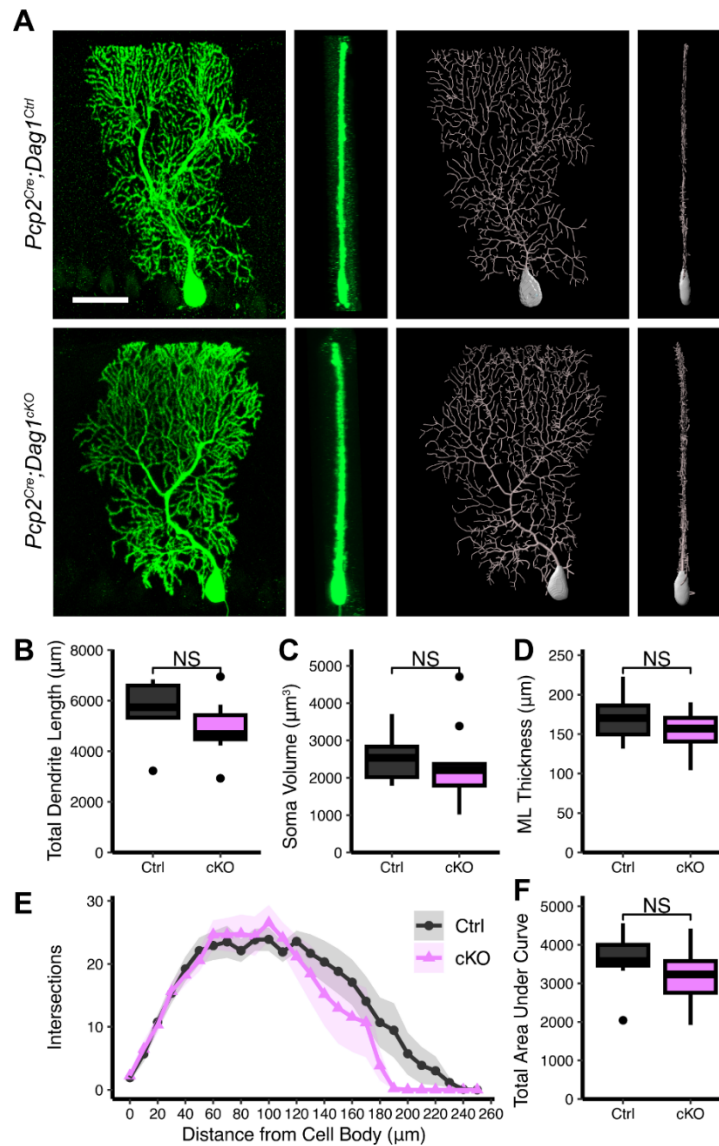 A
Pcp2Cre;Dag1Ctrl
Pcp2Cre;Dag1cKO
B
Total Dendrite Length (µm)
8000
6000
4000
2000
0
NS
Ctrl
cKO
C
Soma Volume (µm³)
5000
4000
3000
2000
1000
0
NS
Ctrl
cKO
D
ML Thickness (µm)
250
200
150
100
50
0
NS
Ctrl
cKO
E
Intersections
30
20
10
0
Ctrl
cKO
0 20 40 60 80 100 120 140 160 180 200 220 240 260
Distance from Cell Body (µm)
F
Total Area Under Curve
5000
4000
3000
2000
1000
0
NS
Ctrl
cKO